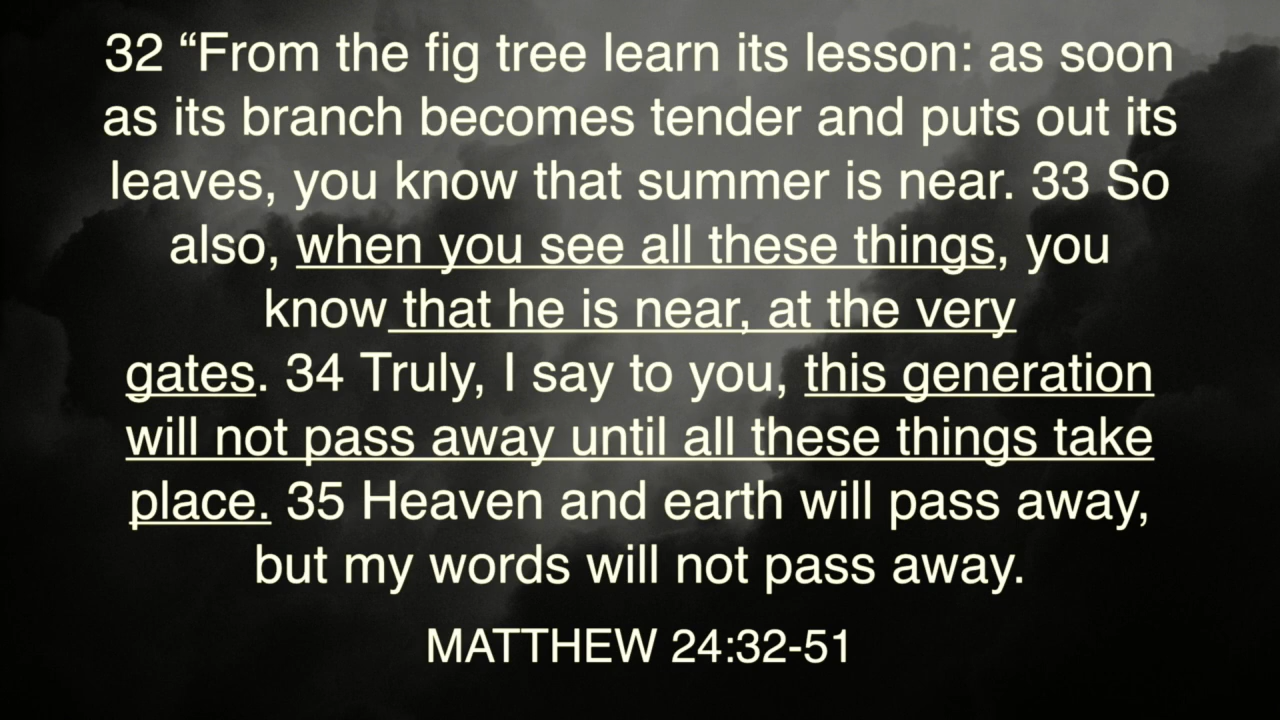 32 “From the fig tree learn its lesson: as soon
as its branch becomes tender and puts out its
leaves, you know that summer is near. 33 So
also, when you see all these things, you
know that he is near, at the very
gates. 34 Truly, I say to you, this generation
will not pass away until all these things take
place. 35 Heaven and earth will pass away,
but my words will not pass away.
MATTHEW 24:32-51